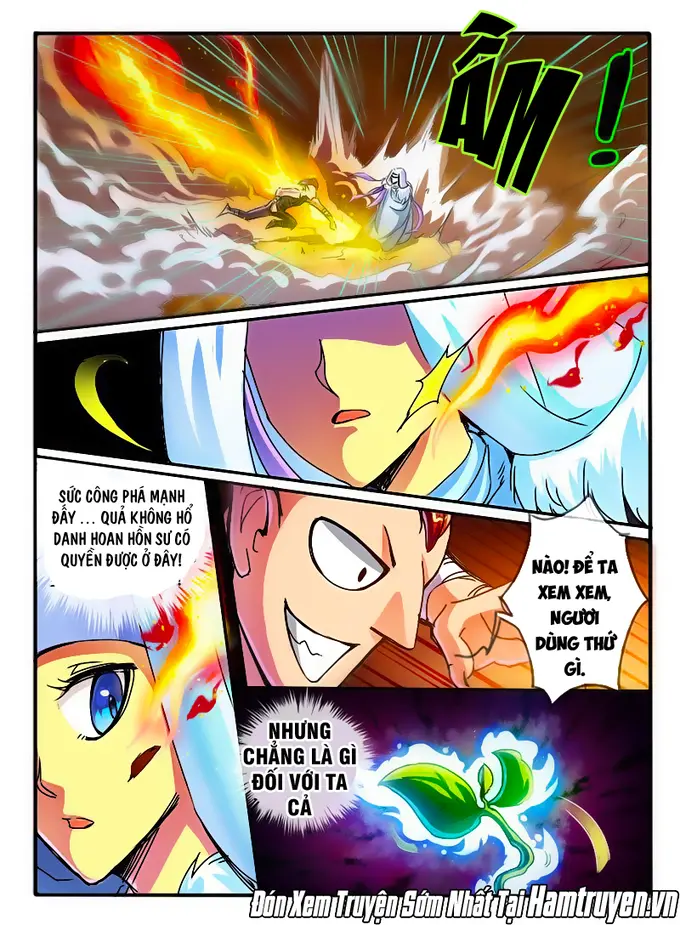 ẦM !
SỨC CÔNG PHÁ MẠNH
ĐẤY ... QUẢ KHÔNG HỔ
DANH HOAN HỒN SƯ CÓ
QUYỀN ĐƯỢC Ở ĐÂY!
NÀO! ĐỂ TA
XEM XEM,
NGƯƠI
DÙNG THỨ
GÌ.
NHƯNG
CHẲNG LÀ GÌ
ĐỐI VỚI TA
CẢ
Đón Xem Truyện Sớm Nhất Tại Hamtruyen.vn